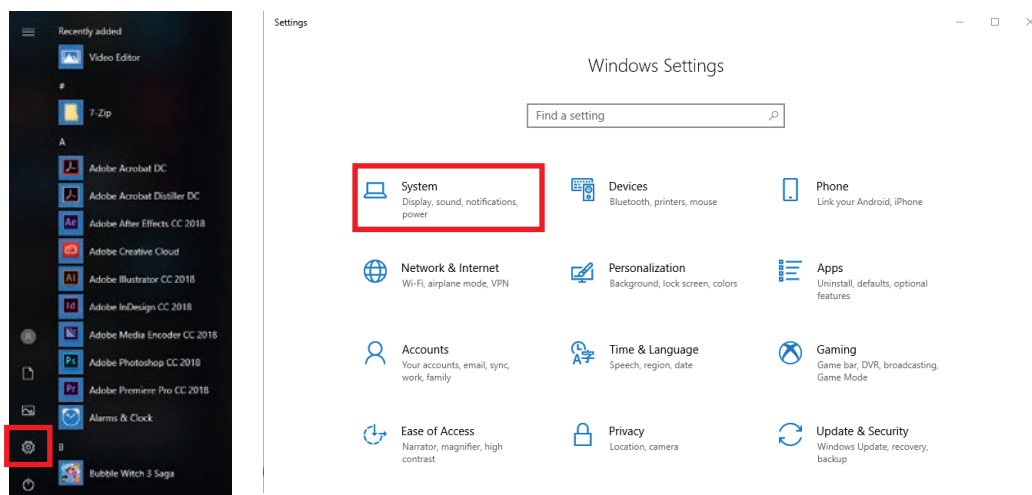 Recently added
Video Editor
#
7-Zip
A
Adobe Acrobat DC
Adobe Acrobat Distiller DC
Ae Adobe After Effects CC 2018
Adobe Creative Cloud
Ai Adobe Illustrator CC 2018
Id Adobe InDesign CC 2018
Adobe Media Encoder CC 2018
Ps Adobe Photoshop CC 2018
Pr Adobe Premiere Pro CC 2018
Alarms & Clock
B
Bubble Witch 3 Saga
Settings
Windows Settings
Find a setting
System
Display, sound, notifications,
power
Devices
Bluetooth, printers, mouse
Phone
Link your Android, iPhone
Network & Internet
Wi-Fi, airplane mode, VPN
Personalization
Background, lock screen, colors
Apps
Uninstall, defaults, optional
features
Accounts
Your accounts, email, sync,
work, family
Time & Language
Speech, region, date
Gaming
Game bar, DVR, broadcasting,
Game Mode
Ease of Access
Narrator, magnifier, high
contrast
Privacy
Location, camera
Update & Security
Windows Update, recovery,
backup